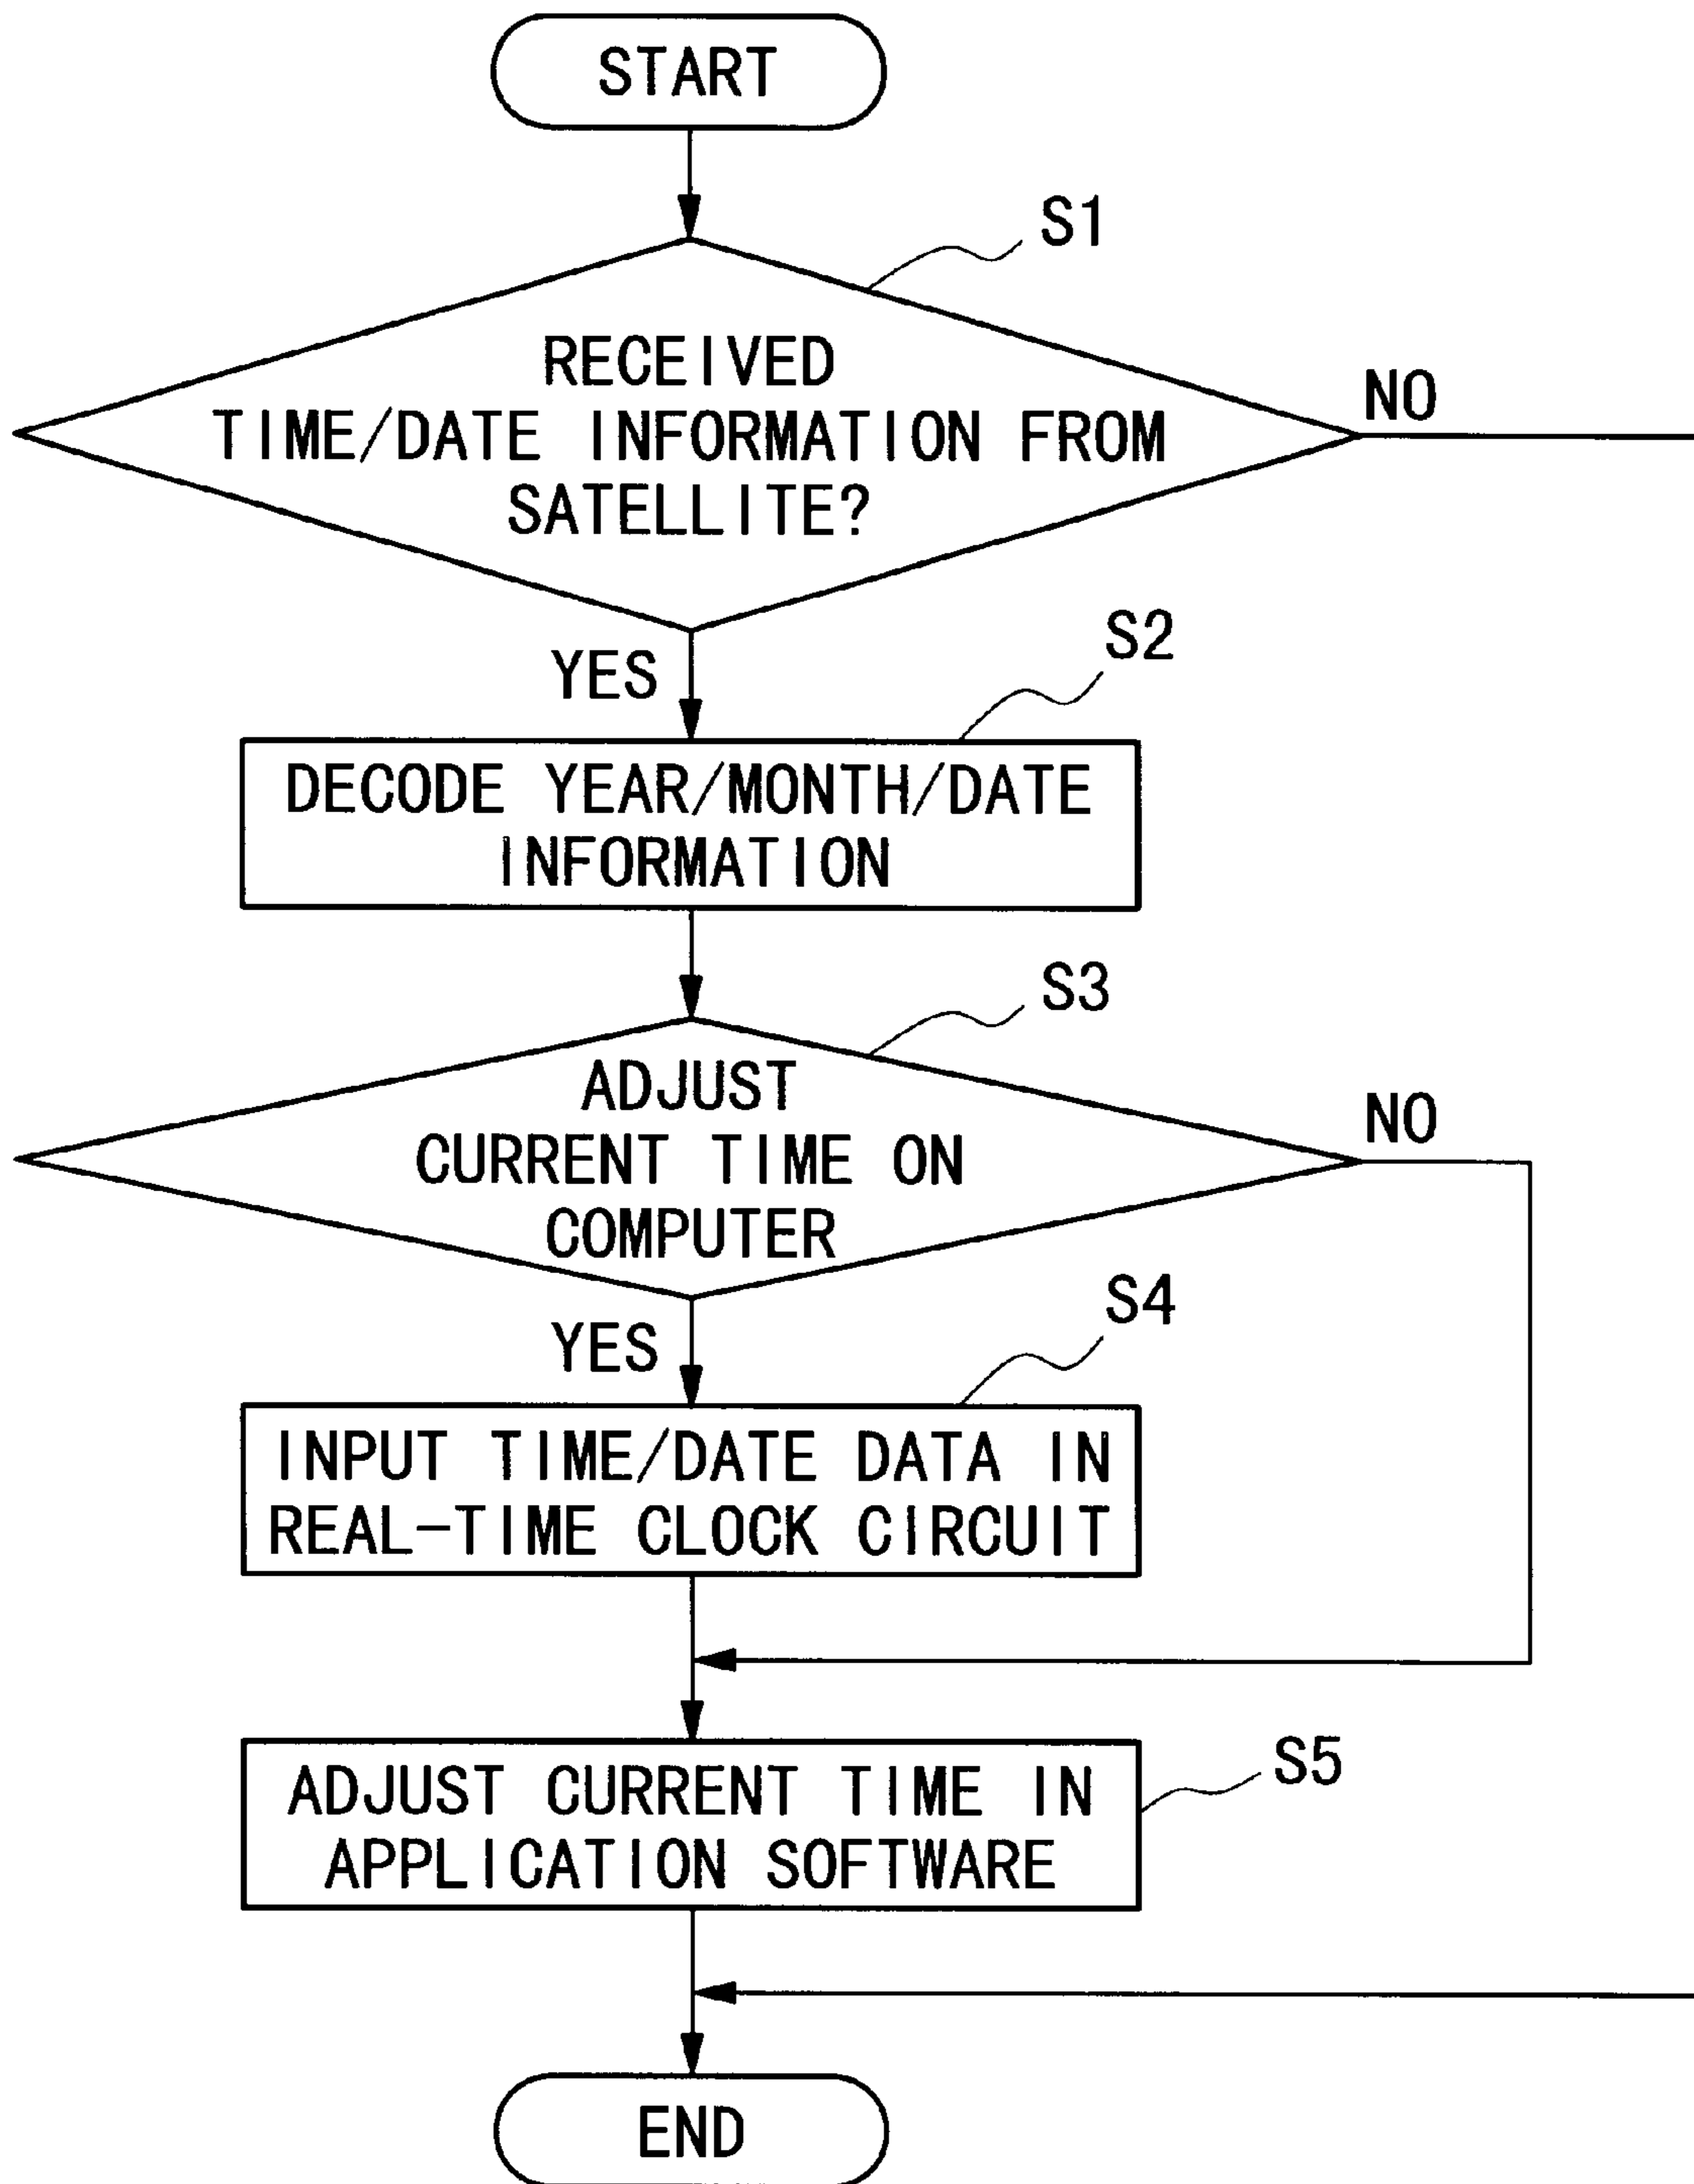 START
S1
RECEIVED
TIME/DATE INFORMATION FROM
SATELLITE?
NO
YES
S2
DECODE YEAR/MONTH/DATE
INFORMATION
S3
ADJUST
CURRENT TIME ON
COMPUTER
NO
YES
S4
INPUT TIME/DATE DATA IN
REAL-TIME CLOCK CIRCUIT
S5
ADJUST CURRENT TIME IN
APPLICATION SOFTWARE
END